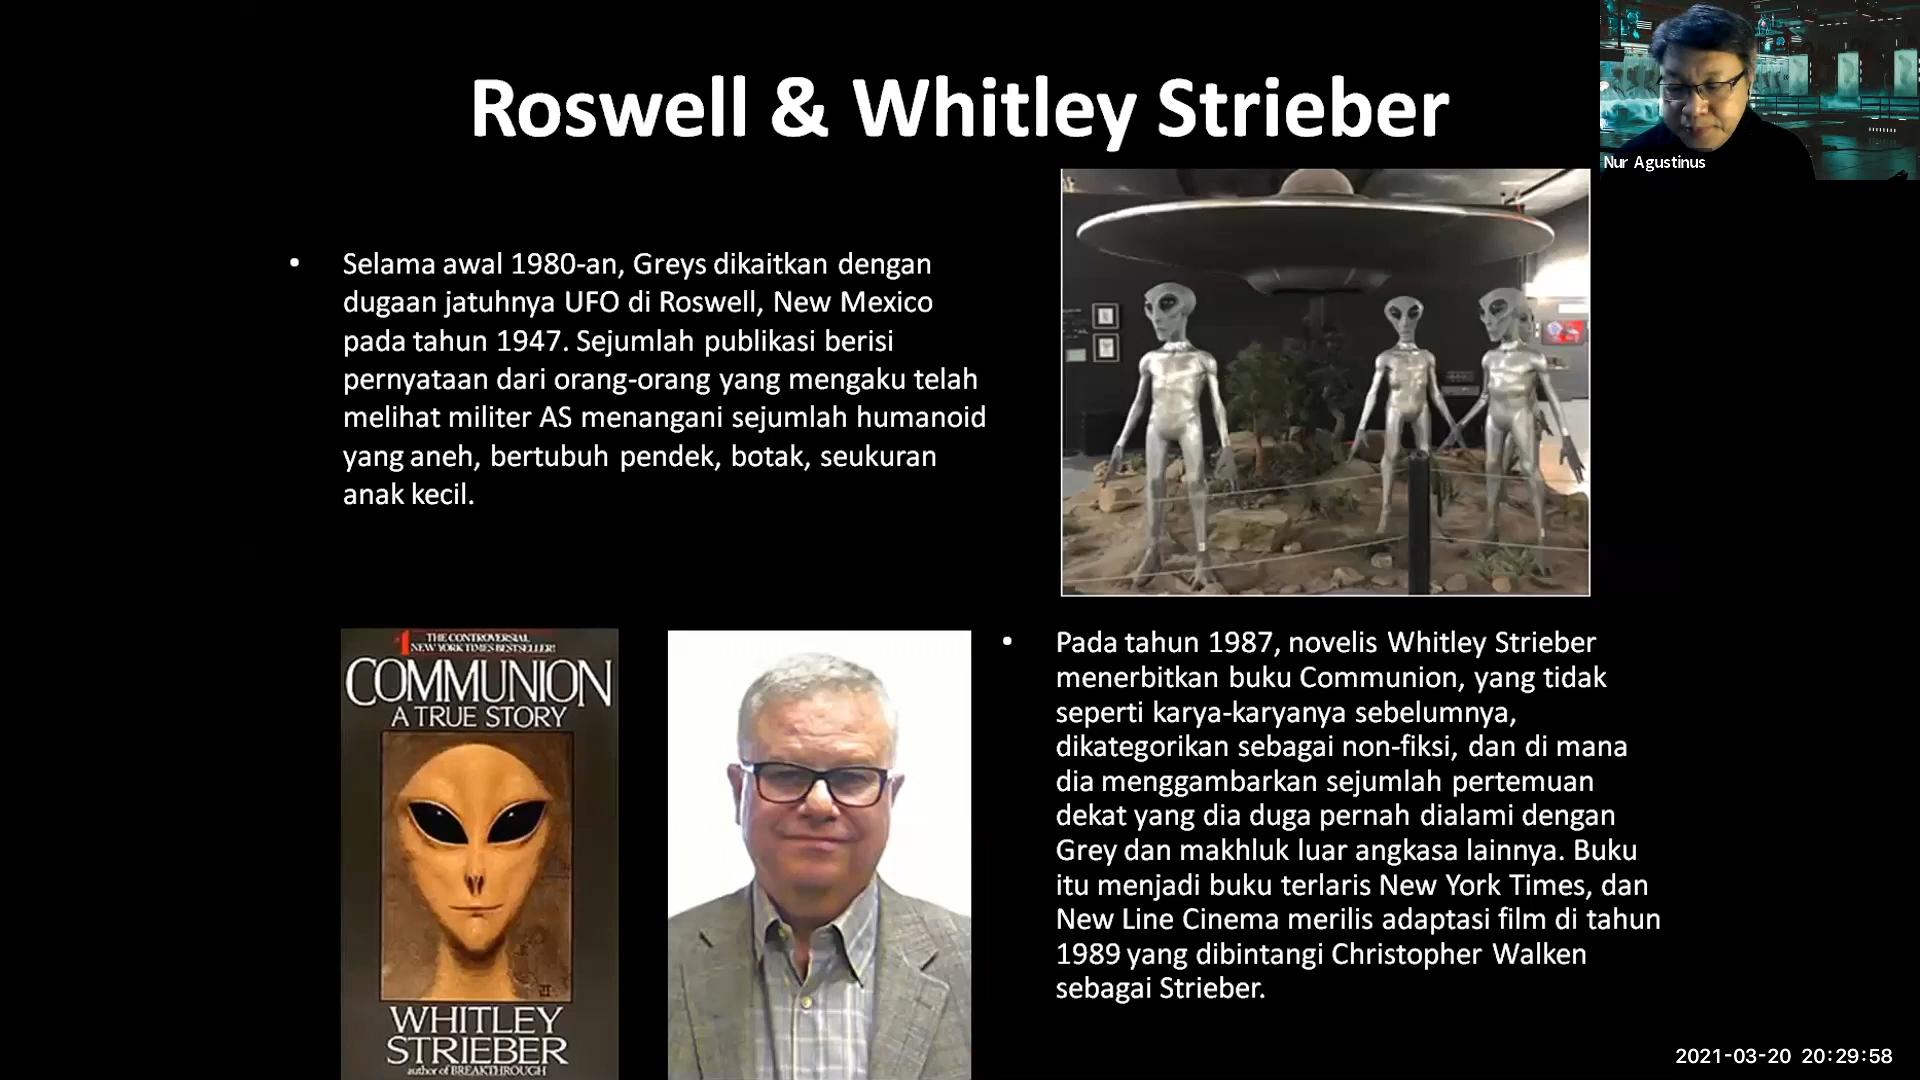 Roswell & Whitley Strieber
Nur Agustinus
• Selama awal 1980-an, Greys dikaitkan dengan
dugaan jatuhnya UFO di Roswell, New Mexico
pada tahun 1947. Sejumlah publikasi berisi
pernyataan dari orang-orang yang mengaku telah
melihat militer AS menangani sejumlah humanoid
yang aneh, bertubuh pendek, botak, seukuran
anak kecil.
#1 THE CONTROVERSIAL
NEW YORK TIMES BESTSELLER!
COMMUNION
A TRUE STORY
WHITLEY
STRIEBER
author of BREAKTHROUGH
• Pada tahun 1987, novelis Whitley Strieber
menerbitkan buku Communion, yang tidak
seperti karya-karyanya sebelumnya,
dikategorikan sebagai non-fiksi, dan di mana
dia menggambarkan sejumlah pertemuan
dekat yang dia duga pernah dialami dengan
Grey dan makhluk luar angkasa lainnya. Buku
itu menjadi buku terlaris New York Times, dan
New Line Cinema merilis adaptasi film di tahun
1989 yang dibintangi Christopher Walken
sebagai Strieber.
2021-03-20 20:29:58